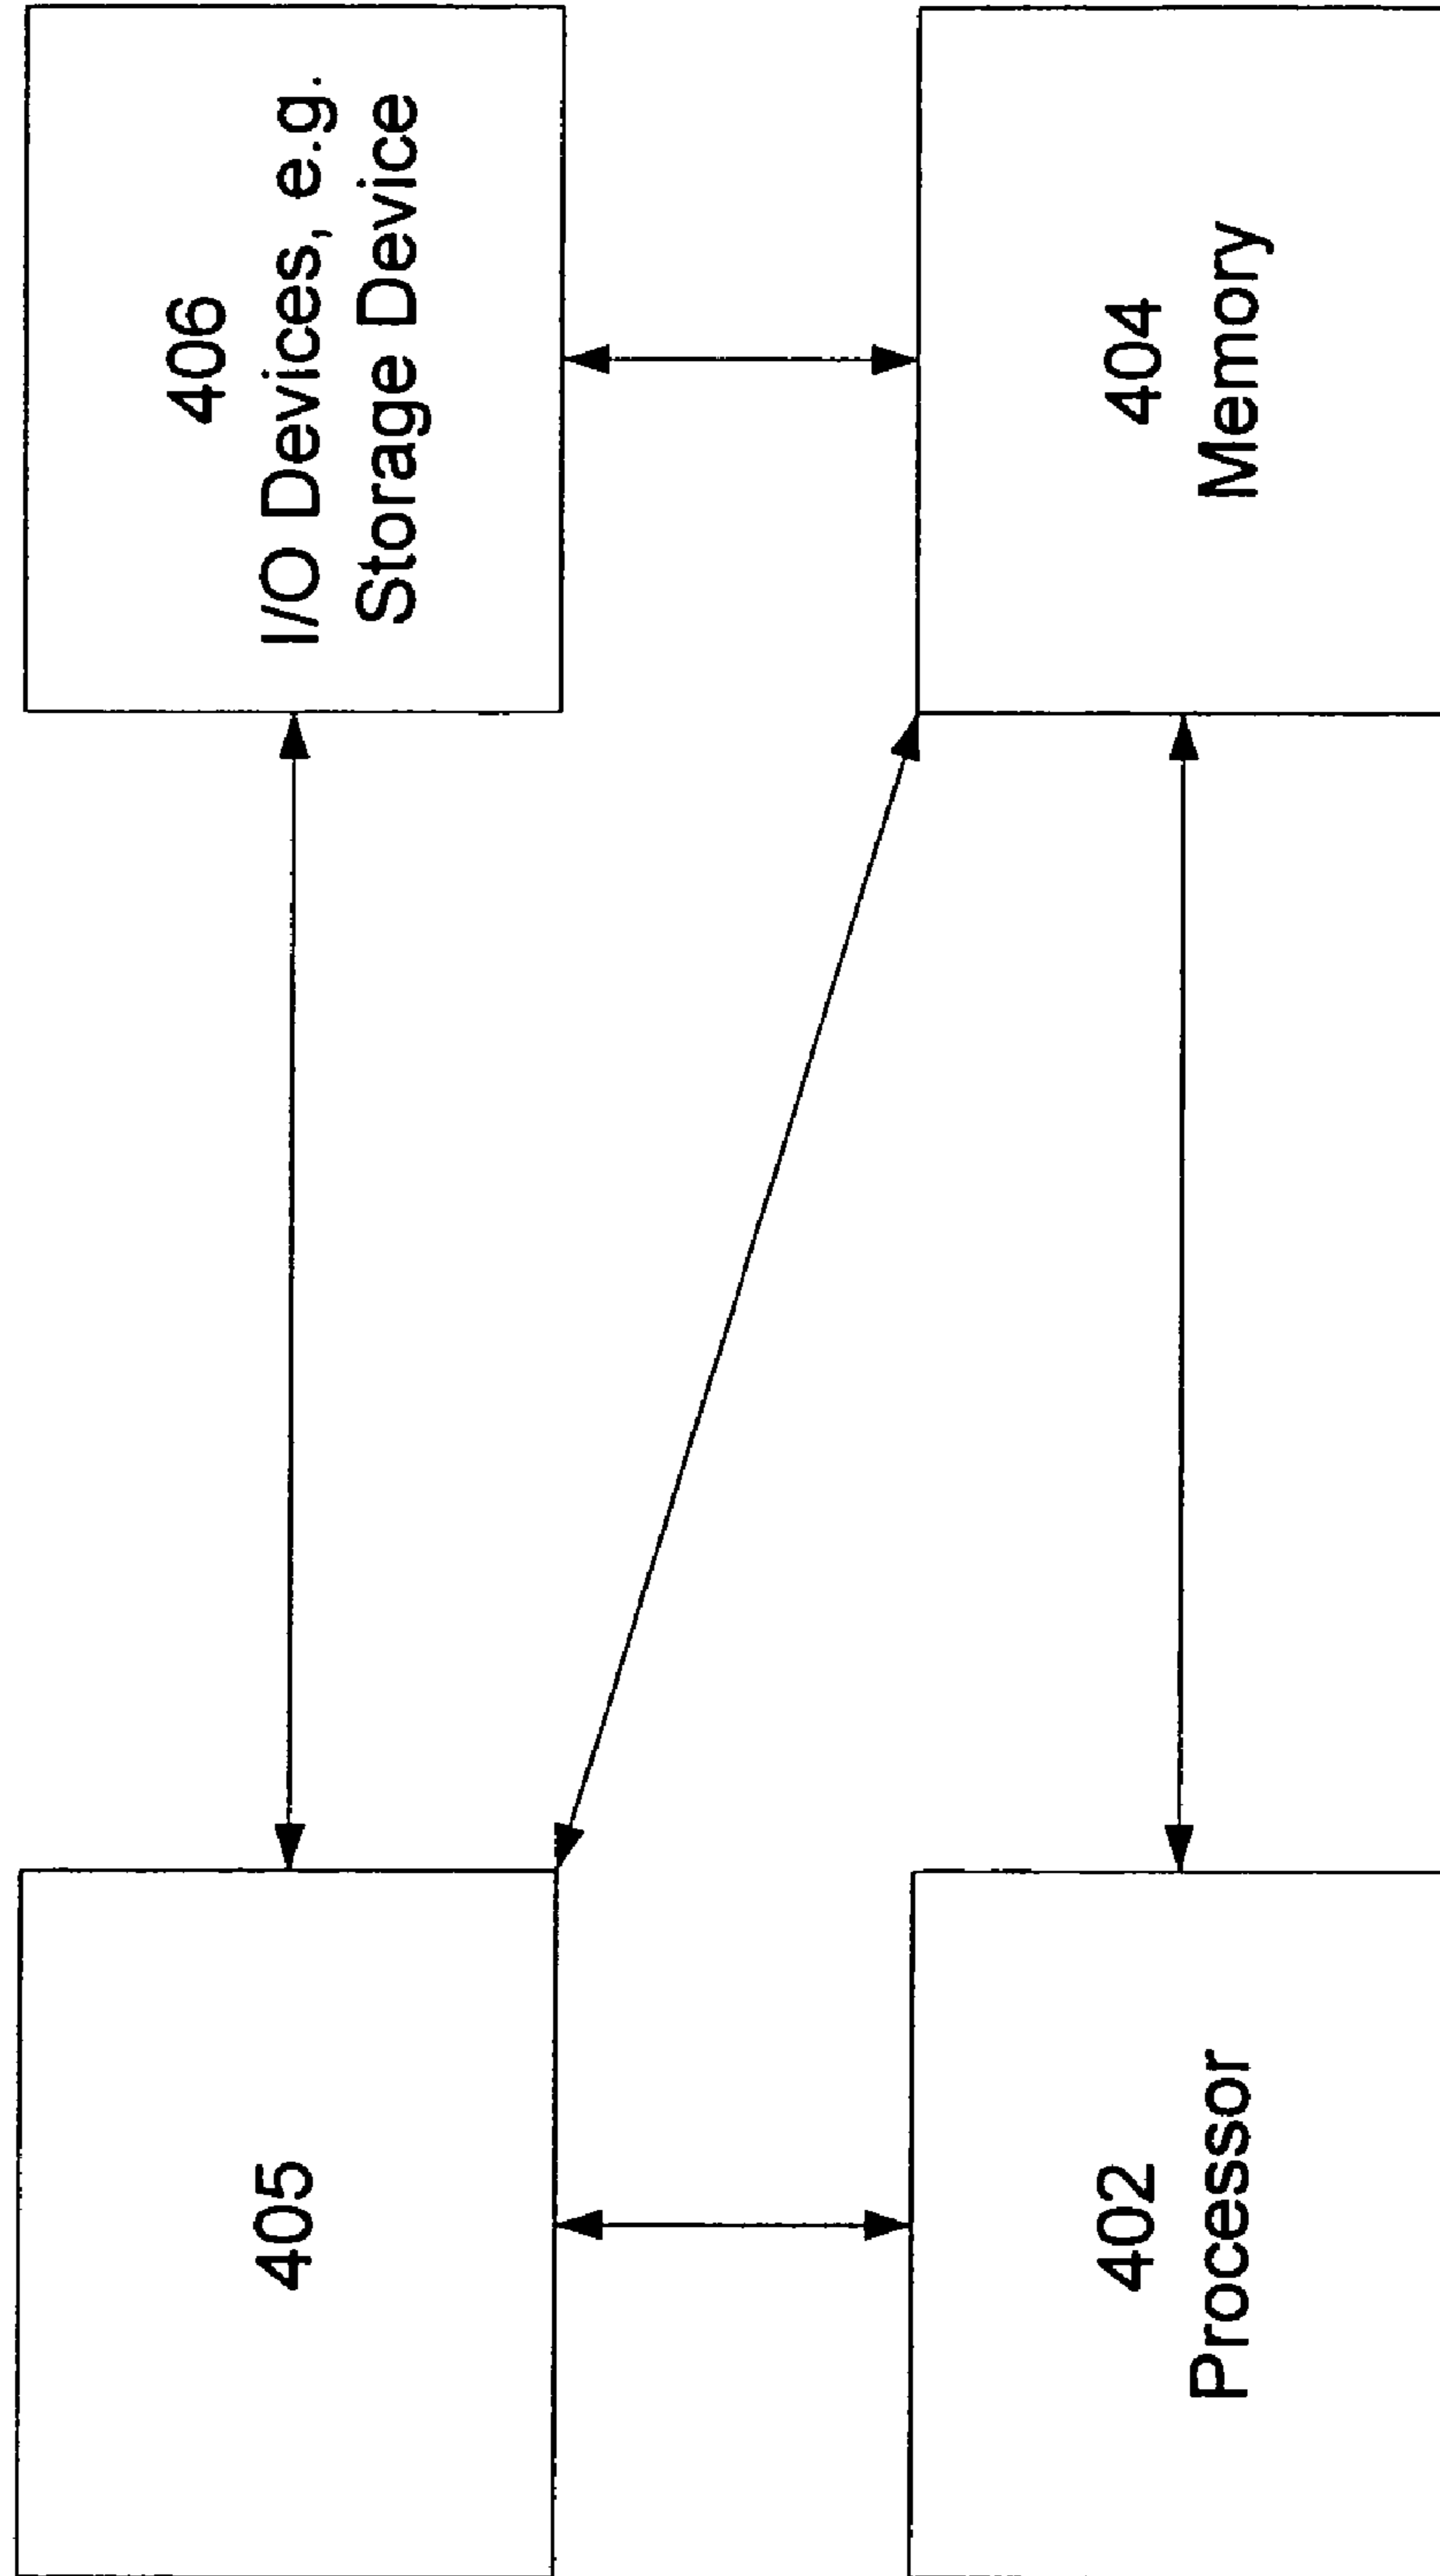 405
406
I/O Devices, e.g.
Storage Device
402
Processor
404
Memory